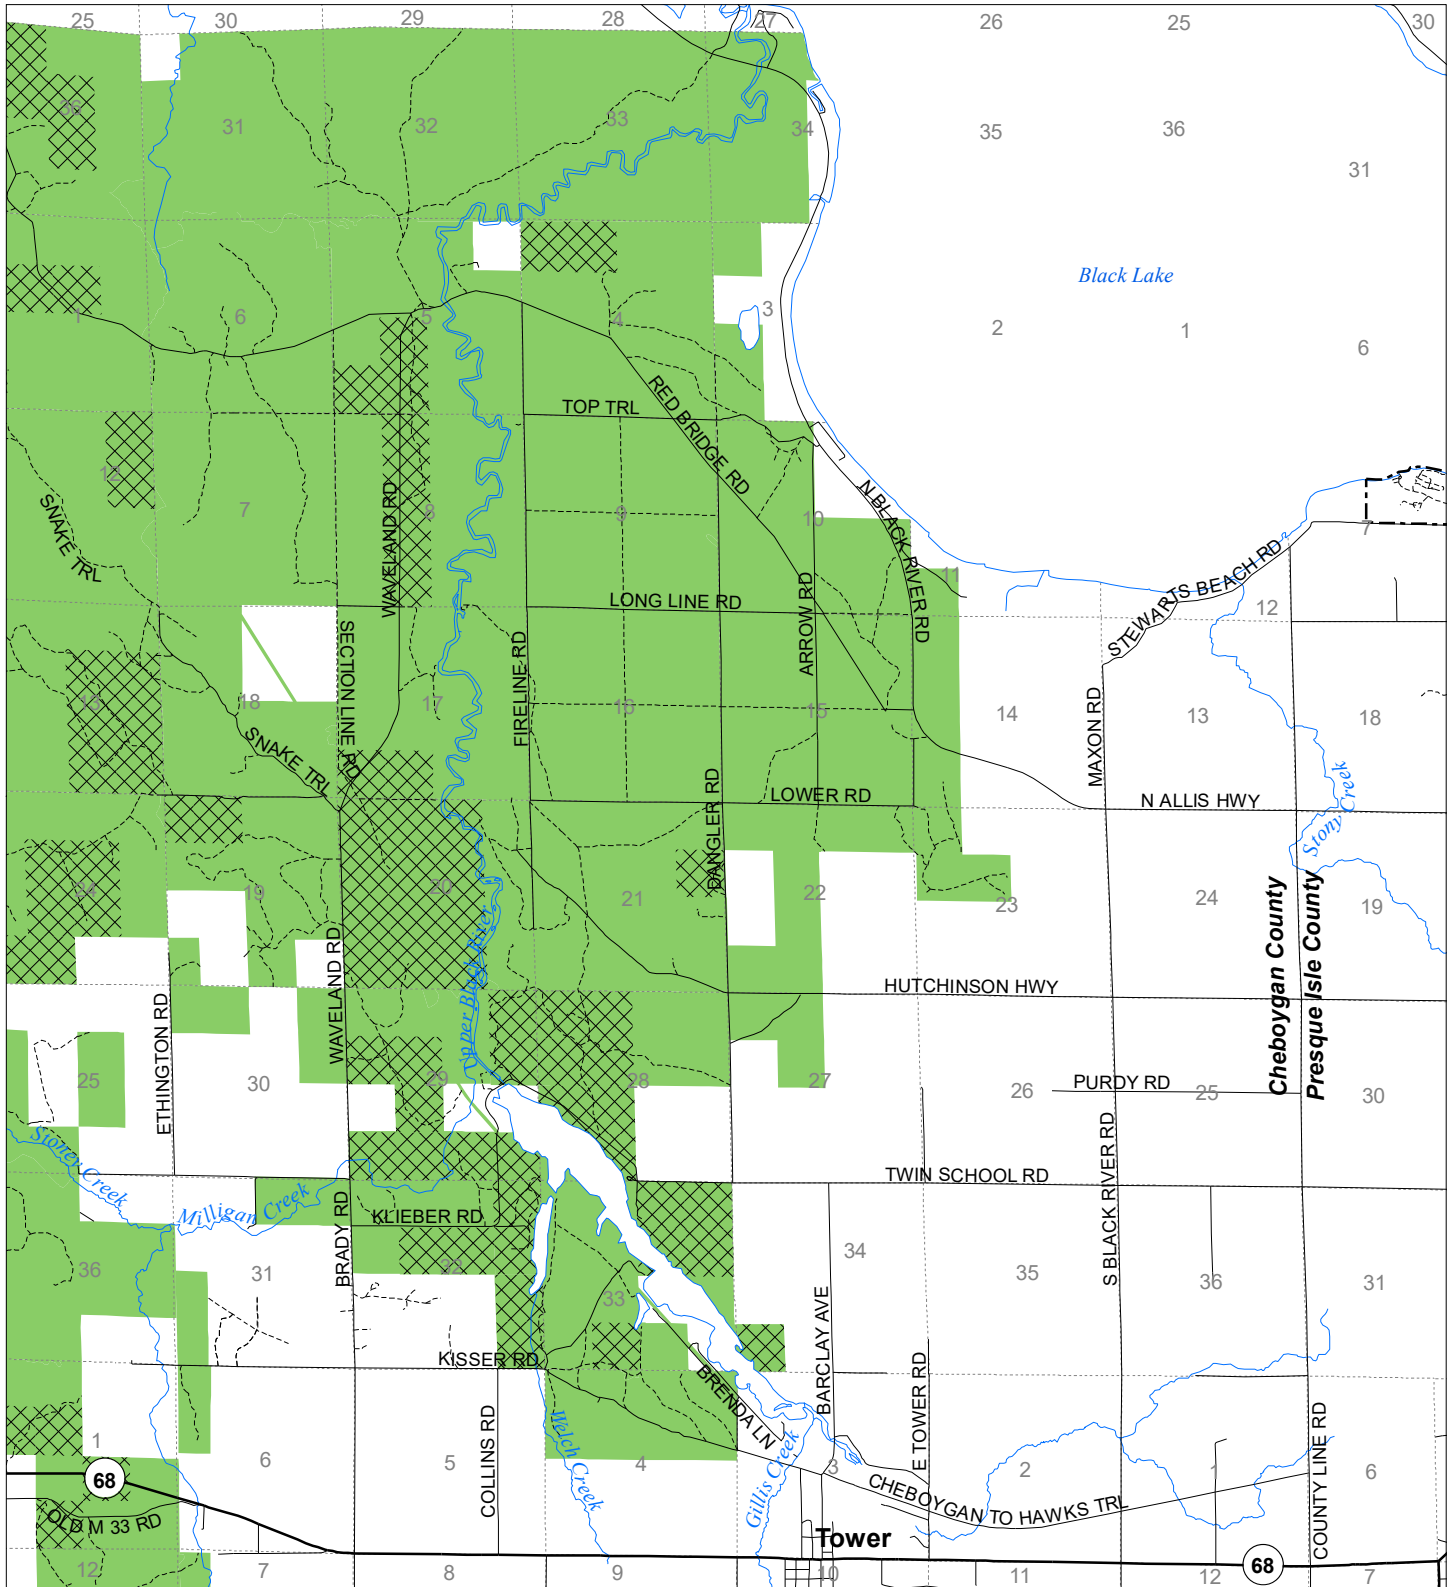 25
30
29
28
27
26
25
30
36
31
32
33
34
35
36
31
Black Lake
1
6
5
4
3
2
1
6
TOP TRL
RED BRIDGE RD
12
SNAKE TRL
7
WAVELAND RD
8
9
10
N BLACK RIVER RD
11
STEWARTS BEACH RD
7
12
LONG LINE RD
ARROW RD
SECTION LINE RD
FIRELINE RD
13
18
SNAKE TRL
17
16
15
14
MAXON RD
13
18
Stony Creek
LOWER RD
N ALLIS HWY
DANGLER RD
24
19
20
21
22
23
24
19
Upper Black River
Cheboygan County
Presque Isle County
WAVELAND RD
HUTCHINSON HWY
ETHINGTON RD
25
30
29
28
27
26
PURDY RD
25
30
Stoney Creek
Milligan Creek
TWIN SCHOOL RD
S BLACK RIVER RD
KLIEBER RD
BRADY RD
36
31
32
33
34
35
36
31
BARCLAY AVE
KISSER RD
BRENDA LN
E TOWER RD
COLLINS RD
Welch Creek
Gillis Creek
COUNTY LINE RD
1
6
5
4
3
2
1
6
68
OLD M 33 RD
CHEBOYGAN TO HAWKS TRL
Tower
68
12
7
8
9
10
11
12
7